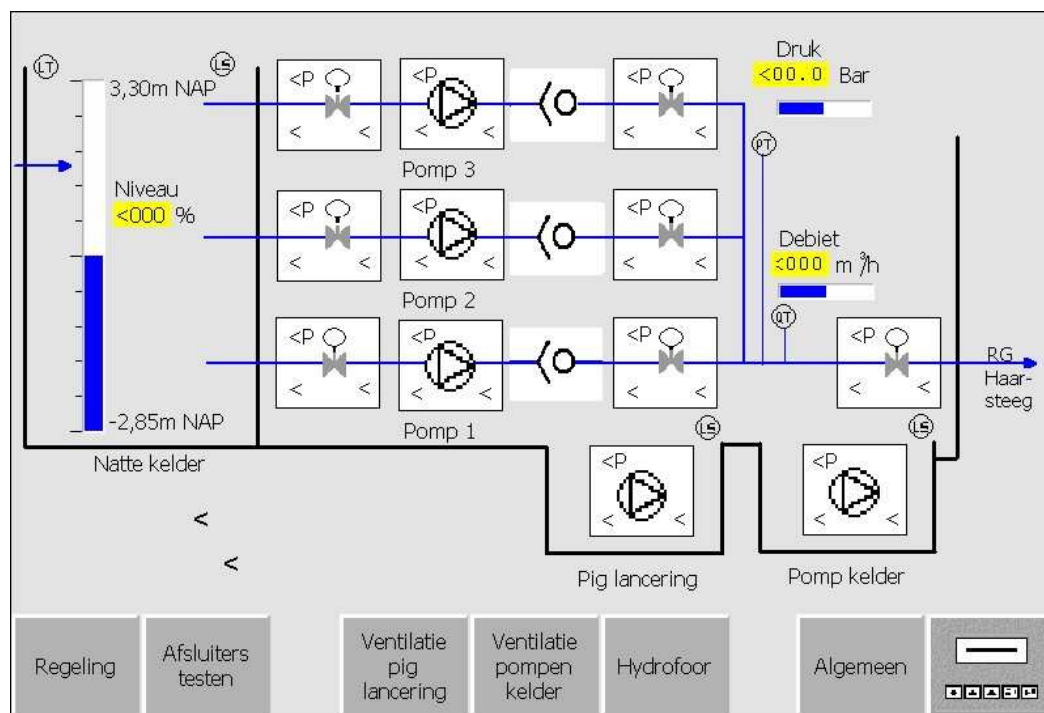 LT
LS
3,30m NAP
Niveau
<000 %
-2,85m NAP
Natte kelder
<
<
<P
<P
<P
< <
< <
< <
Pomp 3
<P
<P
<P
< <
< <
< <
Pomp 2
<P
<P
<P
< <
< <
< <
Pomp 1
Druk
<00.0 Bar
PT
Debiet
<000 m³/h
QT
<P
< <
RG
Haar-
steeg
LS
LS
<P
< <
Pig lancering
<P
< <
Pomp kelder
Regeling
Afsluiters
testen
Ventilatie
pig
lancering
Ventilatie
pompen
kelder
Hydrofoor
Algemeen